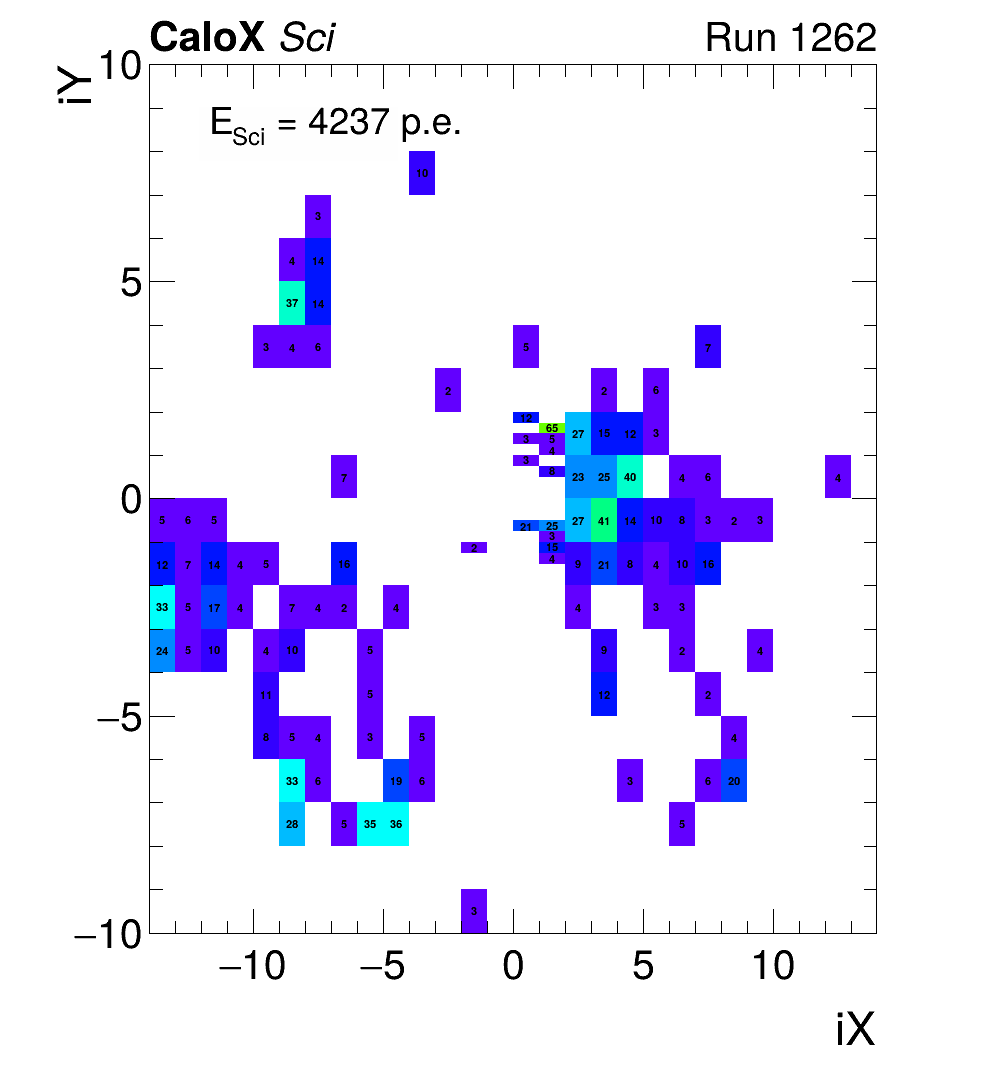 CaloX Sci Run 1262
iY
10
E_Sci = 4237 p.e.
10
3
4 14
5
37 14
3 4 6 5 7
2 2 6
12
65
27 15 12 3
3 5
4
3
7 8 23 25 40 4 6 4
0
5 6 5 21 25 27 41 14 10 8 3 2 3
3
2 15
12 7 14 4 5 16 4 9 21 8 4 10 16
33 5 17 4 7 4 2 4 4 3 3
24 5 10 4 10 5 9 2 4
11 5 12 2
−5
8 5 4 3 5 4
33 6 19 6 3 6 20
28 5 35 36 5
3
−10
−10 −5 0 5 10
iX